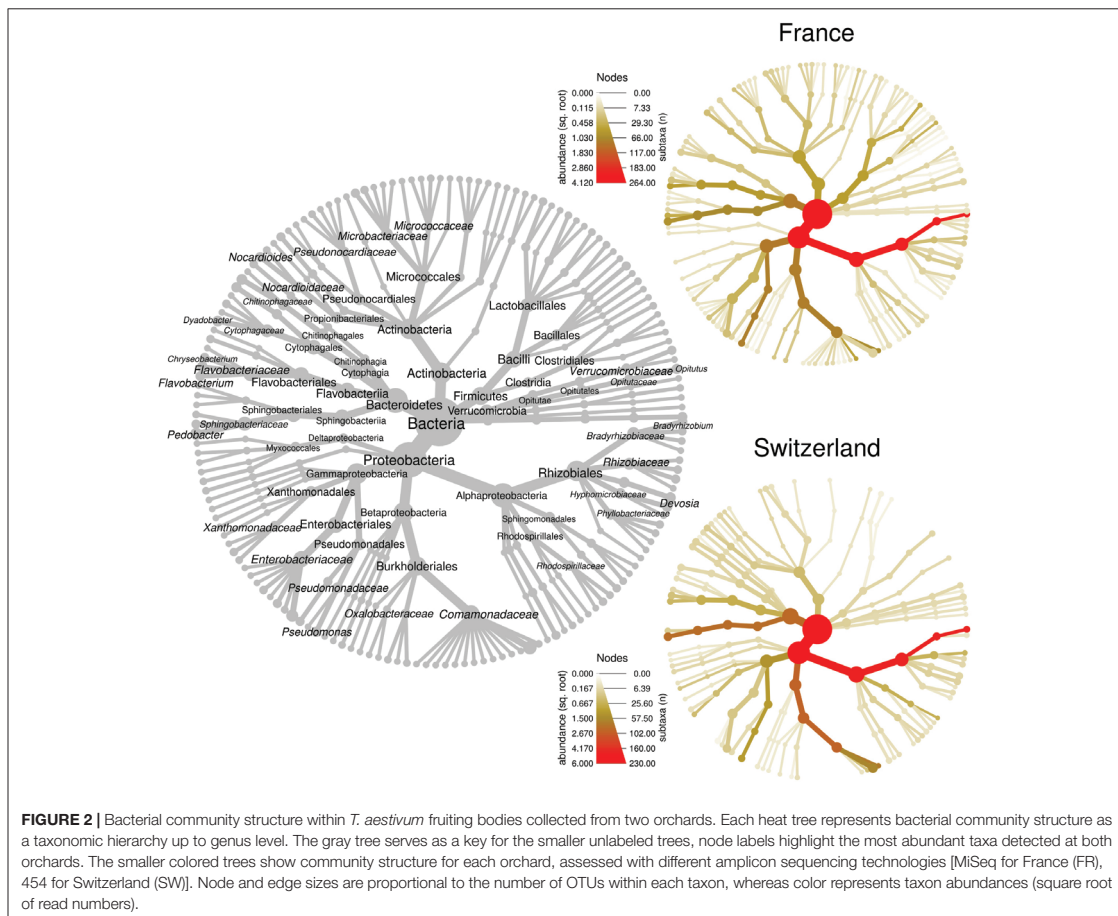 France
Nodes
abundance (sq. root)
subtaxa (n)
0.000 0.00
0.115 7.33
0.458 29.30
1.030 66.00
1.830 117.00
2.860 183.00
4.120 264.00
Micrococcaceae
Microbacteriaceae
Pseudonocardiaceae
Nocardioides
Micrococcales
Nocardioidaceae
Chitinophagaceae
Pseudonocardiales
Lactobacillales
Dyadobacter
Propionibacteriales
Cytophagaceae
Actinobacteria
Chitinophagales
Bacillales
Cytophagales
Chryseobacterium
Chitinophagia
Bacilli
Clostridiales
Flavobacteriaceae
Cytophagia
Actinobacteria
Verrucomicrobiaceae
Opitutus
Flavobacterium
Flavobacteriales
Clostridia
Opitutaceae
Flavobacteriia
Firmicutes
Opitutales
Bacteroidetes
Opitutae
Sphingobacteriales
Verrucomicrobia
Sphingobacteriia
Bacteria
Sphingobacteriaceae
Bradyrhizobium
Pedobacter
Deltaproteobacteria
Bradyrhizobiaceae
Myxococcales
Proteobacteria
Rhizobiaceae
Gammaproteobacteria
Rhizobiales
Xanthomonadales
Alphaproteobacteria
Hyphomicrobiaceae
Devosia
Betaproteobacteria
Phyllobacteriaceae
Xanthomonadaceae
Enterobacteriales
Sphingomonadales
Rhodospirillales
Pseudomonadales
Enterobacteriaceae
Burkholderiales
Rhodospirillaceae
Pseudomonadaceae
Oxalobacteraceae
Comamonadaceae
Pseudomonas
Switzerland
Nodes
abundance (sq. root)
subtaxa (n)
0.000 0.00
0.167 6.39
0.667 25.60
1.500 57.50
2.670 102.00
4.170 160.00
6.000 230.00
FIGURE 2 | Bacterial community structure within T. aestivum fruiting bodies collected from two orchards. Each heat tree represents bacterial community structure as
a taxonomic hierarchy up to genus level. The gray tree serves as a key for the smaller unlabeled trees, node labels highlight the most abundant taxa detected at both
orchards. The smaller colored trees show community structure for each orchard, assessed with different amplicon sequencing technologies [MiSeq for France (FR),
454 for Switzerland (SW)]. Node and edge sizes are proportional to the number of OTUs within each taxon, whereas color represents taxon abundances (square root
of read numbers).